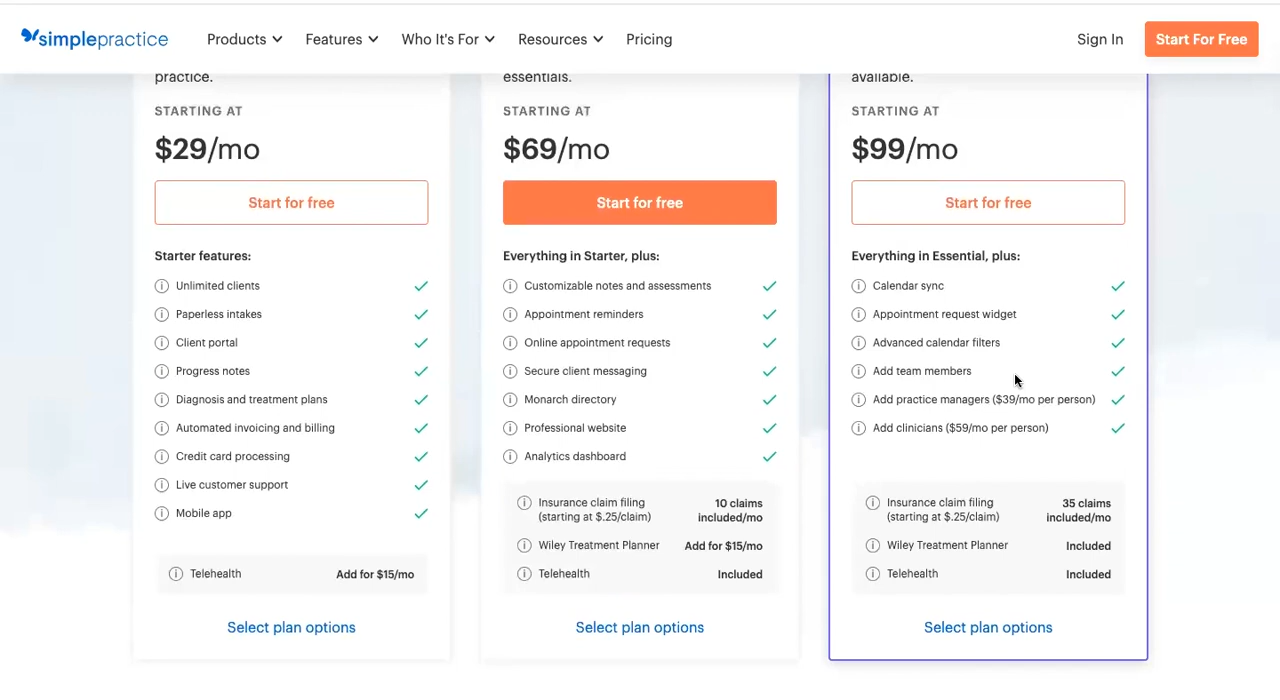 simplepractice
Products
Features
Who It's For
Resources
Pricing
Sign In
Start For Free
practice.
STARTING AT
$29/mo
Start for free
Starter features:
Unlimited clients
Paperless intakes
Client portal
Progress notes
Diagnosis and treatment plans
Automated invoicing and billing
Credit card processing
Live customer support
Mobile app
Telehealth Add for $15/mo
Select plan options
essentials.
STARTING AT
$69/mo
Start for free
Everything in Starter, plus:
Customizable notes and assessments
Appointment reminders
Online appointment requests
Secure client messaging
Monarch directory
Professional website
Analytics dashboard
Insurance claim filing 10 claims
(starting at $.25/claim) included/mo
Wiley Treatment Planner Add for $15/mo
Telehealth Included
Select plan options
available.
STARTING AT
$99/mo
Start for free
Everything in Essential, plus:
Calendar sync
Appointment request widget
Advanced calendar filters
Add team members
Add practice managers ($39/mo per person)
Add clinicians ($59/mo per person)
Insurance claim filing 35 claims
(starting at $.25/claim) included/mo
Wiley Treatment Planner Included
Telehealth Included
Select plan options